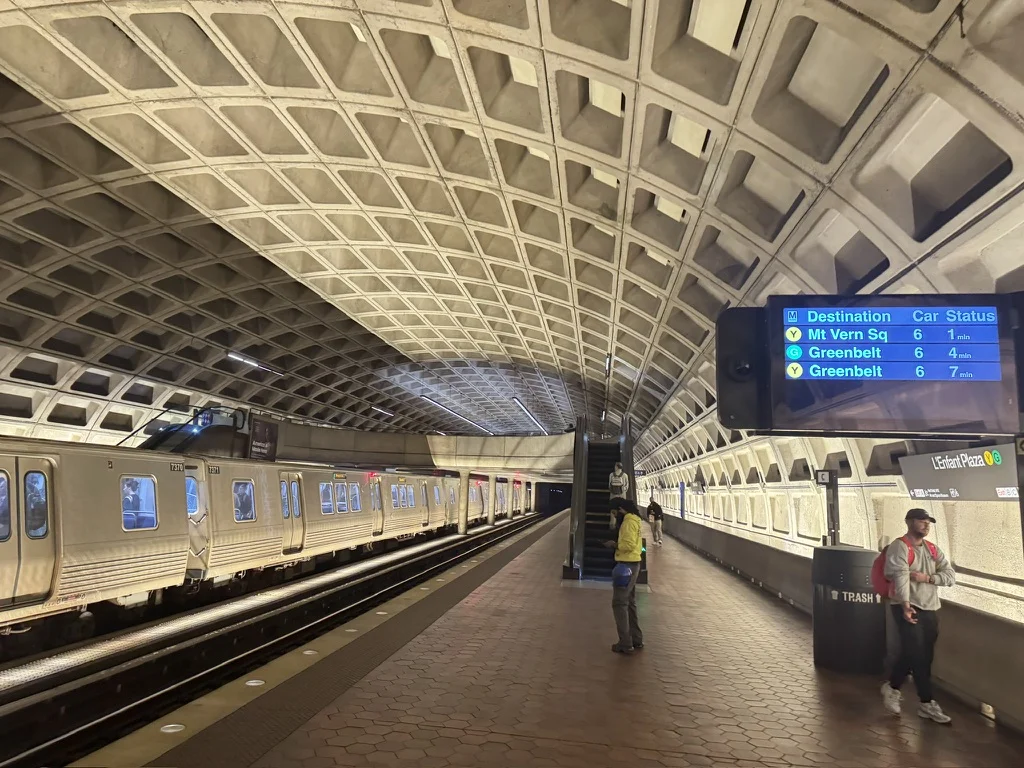 M Destination Car Status
Y Mt Vern Sq 6 1 min
G Greenbelt 6 4 min
Y Greenbelt 6 7 min
L'Enfant Plaza Y G
TRASH